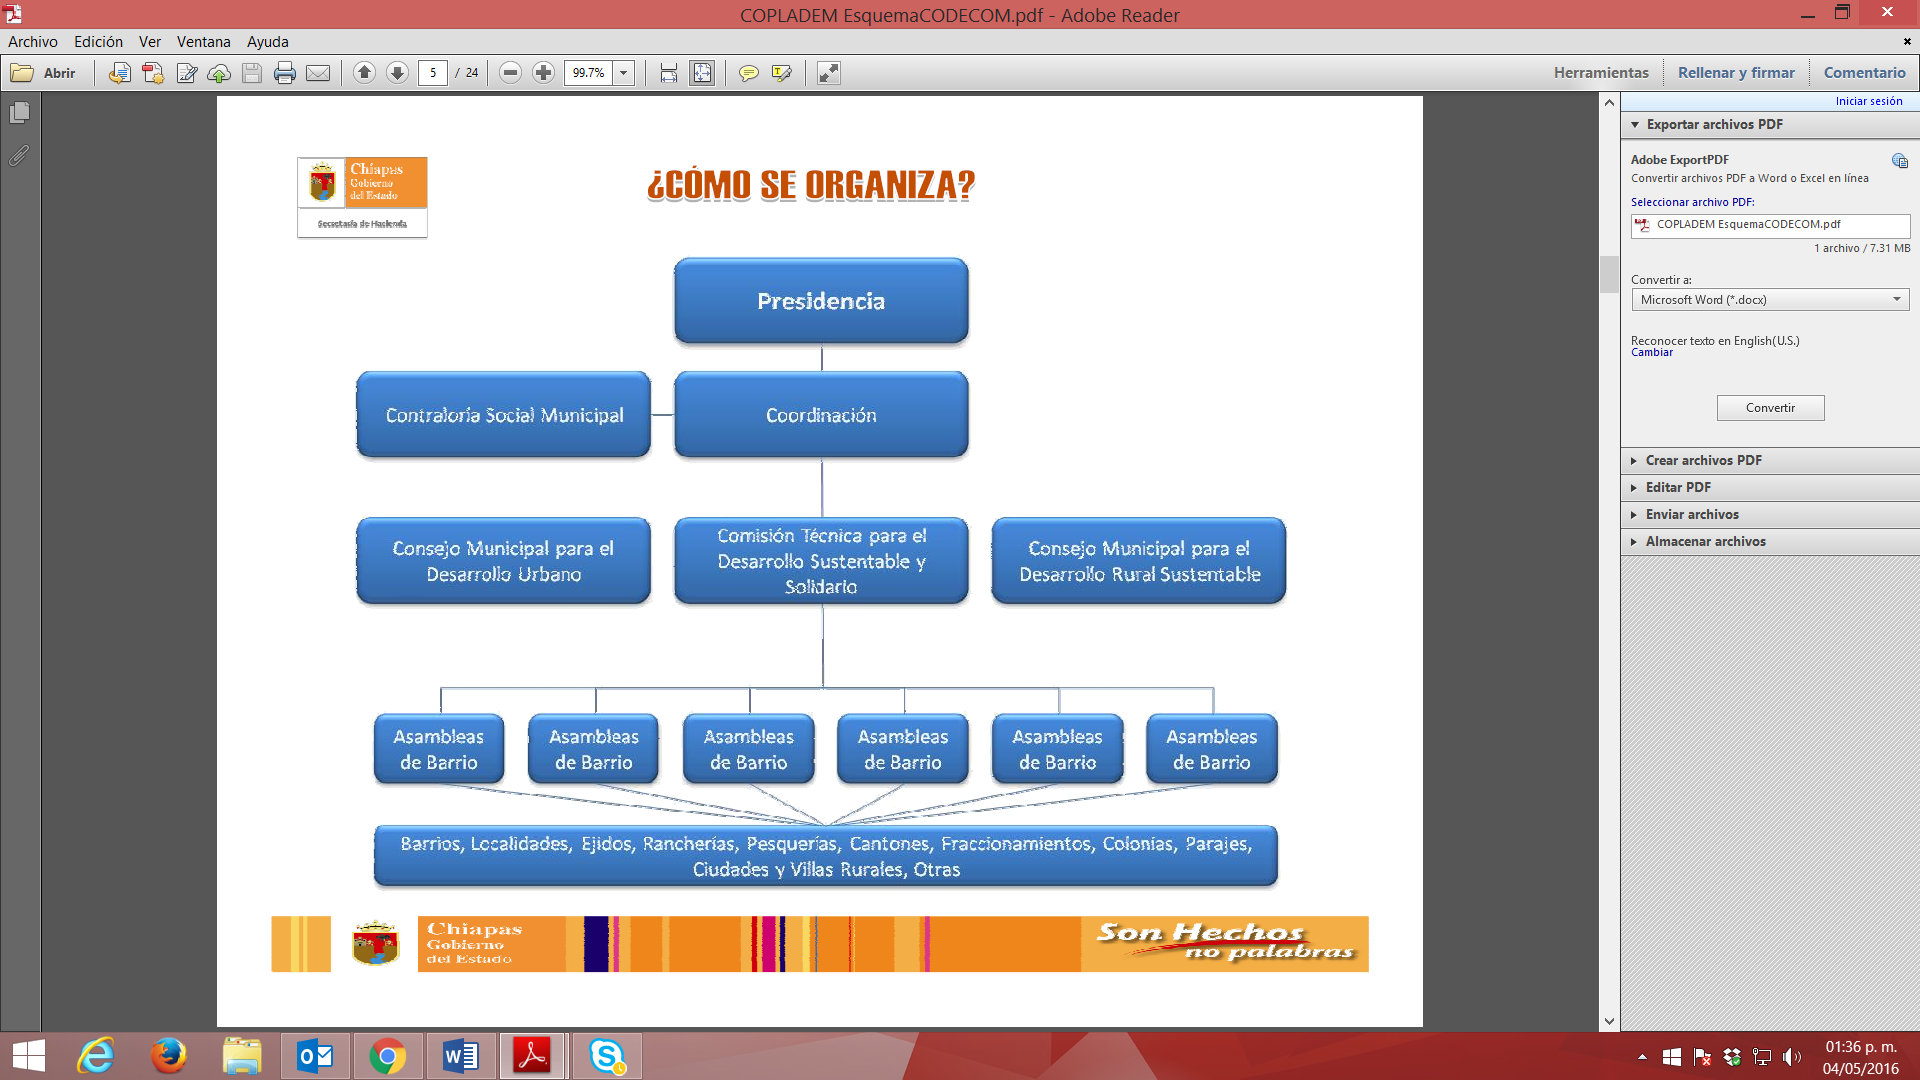 COPLADEM EsquemaCODECOM.pdf - Adobe Reader
Archivo Edición Ver Ventana Ayuda
Abrir 5 / 24 99.7% Herramientas Rellenar y firmar Comentario
Iniciar sesión
Exportar archivos PDF
Adobe ExportPDF
Convertir archivos PDF a Word o Excel en línea
Seleccionar archivo PDF:
COPLADEM EsquemaCODECOM.pdf
1 archivo / 7.31 MB
Convertir a:
Microsoft Word (*.docx)
Reconocer texto en English(U.S.)
Cambiar
Convertir
Crear archivos PDF
Editar PDF
Enviar archivos
Almacenar archivos
Chiapas
Gobierno
del Estado
Secretaría de Hacienda
¿CÓMO SE ORGANIZA?
Presidencia
Contraloría Social Municipal
Coordinación
Consejo Municipal para el
Desarrollo Urbano
Comisión Técnica para el
Desarrollo Sustentable y
Solidario
Consejo Municipal para el
Desarrollo Rural Sustentable
Asambleas
de Barrio
Asambleas
de Barrio
Asambleas
de Barrio
Asambleas
de Barrio
Asambleas
de Barrio
Asambleas
de Barrio
Barrios, Localidades, Ejidos, Rancherías, Pesquerías, Cantones, Fraccionamientos, Colonias, Parajes,
Ciudades y Villas Rurales, Otras
Chiapas
Gobierno
del Estado
Son Hechos
no palabras
01:36 p. m.
04/05/2016